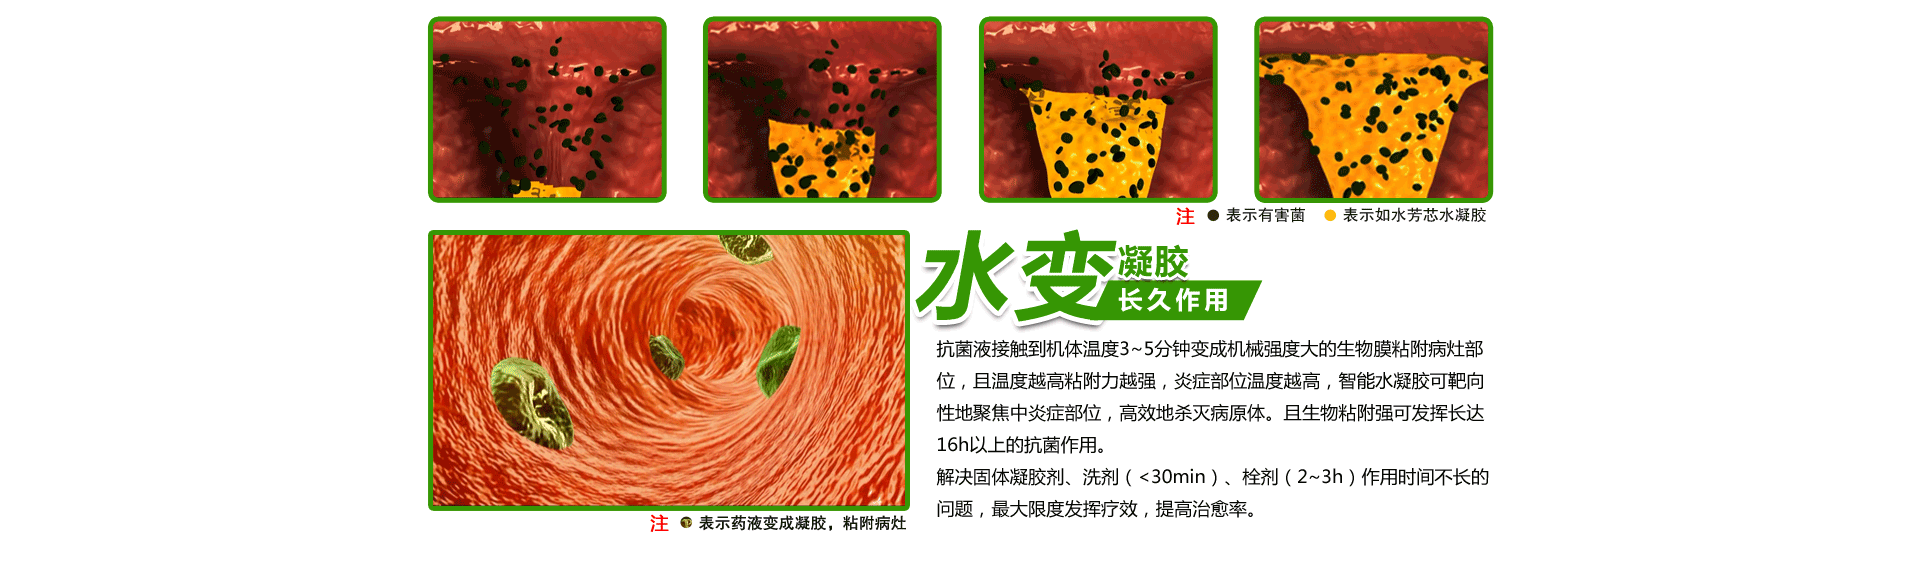 注 ● 表示有害菌 ● 表示如水芳芯水凝胶
水变凝胶
长久作用
抗菌液接触到机体温度3~5分钟变成机械强度大的生物膜粘附病灶部
位，且温度越高粘附力越强，炎症部位温度越高，智能水凝胶可靶向
性地聚焦中炎症部位，高效地杀灭病原体。且生物粘附强可发挥长达
16h以上的抗菌作用。
解决固体凝胶剂、洗剂（<30min）、栓剂（2~3h）作用时间不长的
问题，最大限度发挥疗效，提高治愈率。
注 表示药液变成凝胶，粘附病灶